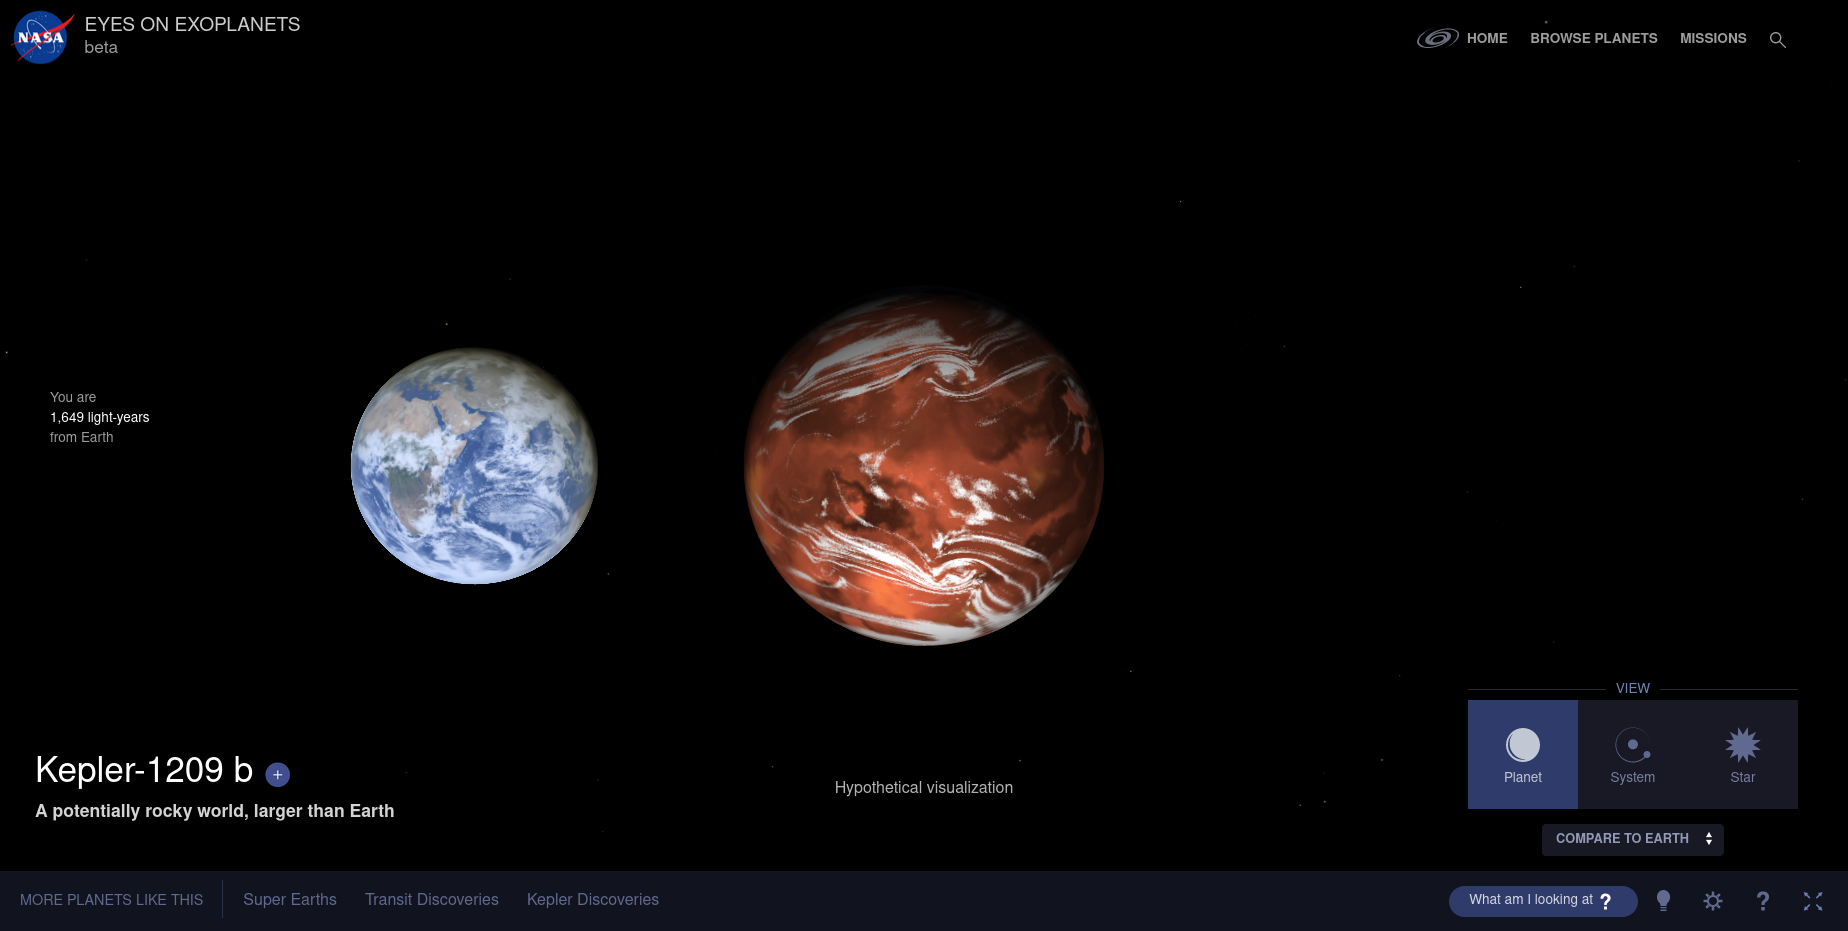 NASA
EYES ON EXOPLANETS
beta
HOME
BROWSE PLANETS
MISSIONS
You are
1,649 light-years
from Earth
Kepler-1209 b +
A potentially rocky world, larger than Earth
Hypothetical visualization
VIEW
Planet
System
Star
COMPARE TO EARTH
MORE PLANETS LIKE THIS
Super Earths
Transit Discoveries
Kepler Discoveries
What am I looking at ?
?